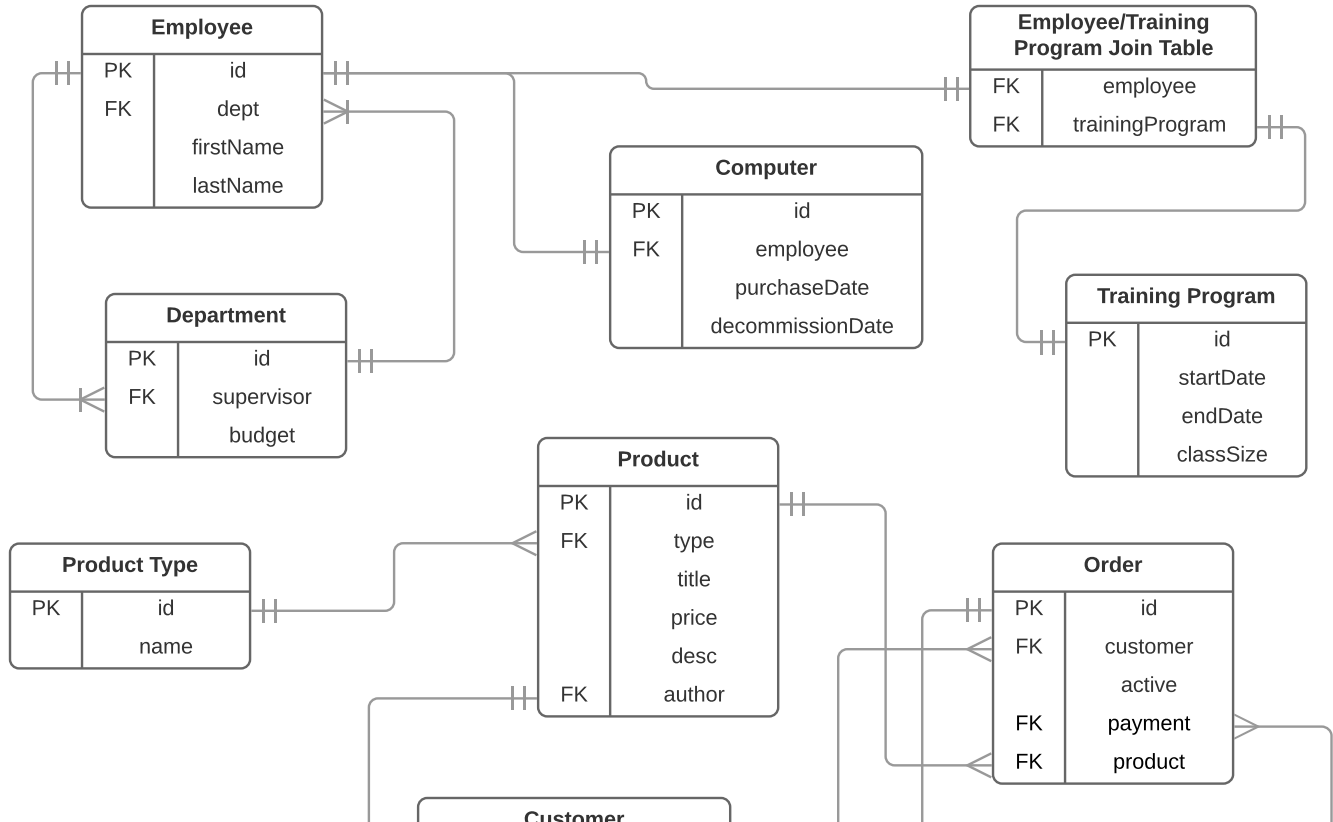 Employee
PK id
FK dept
firstName
lastName
Employee/Training
Program Join Table
FK employee
FK trainingProgram
Computer
PK id
FK employee
purchaseDate
decommissionDate
Department
PK id
FK supervisor
budget
Training Program
PK id
startDate
endDate
classSize
Product
PK id
FK type
title
price
desc
FK author
Product Type
PK id
name
Order
PK id
FK customer
active
FK payment
FK product
Customer